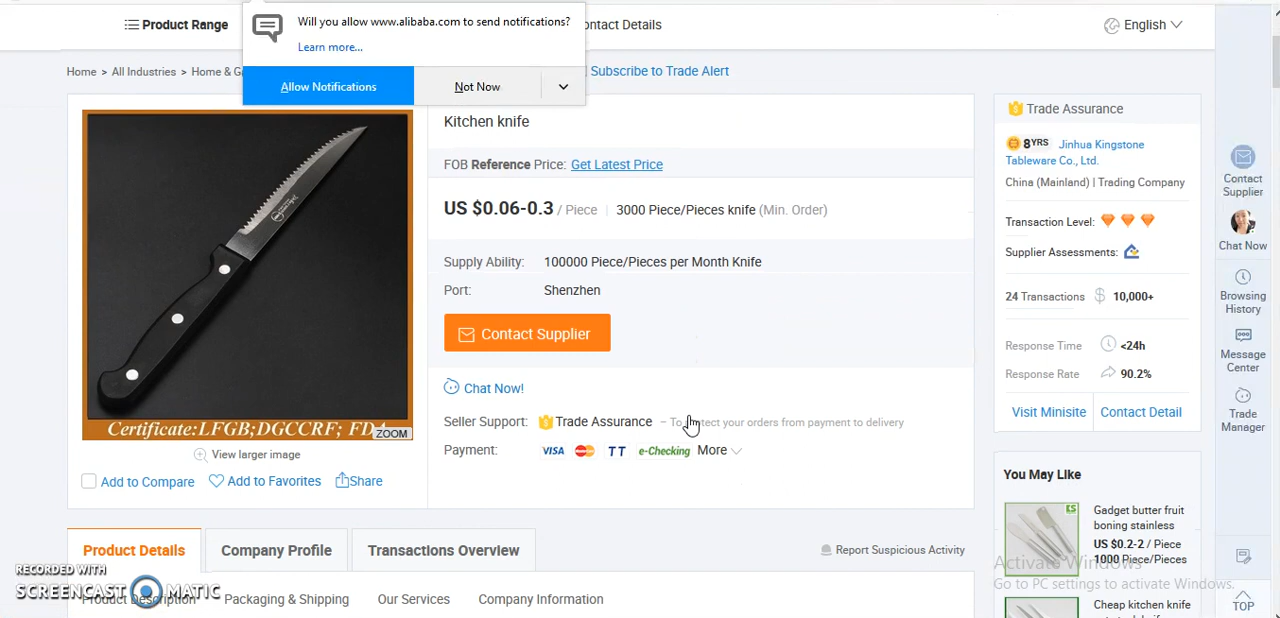 Product Range
Will you allow www.alibaba.com to send notifications?
Learn more...
Allow Notifications
Not Now
ontact Details
English
Home > All Industries > Home & Ga
Subscribe to Trade Alert
Certificate:LFGB;DGCCRF; FDA
ZOOM
View larger image
Add to Compare
Add to Favorites
Share
Kitchen knife
FOB Reference Price: Get Latest Price
US $0.06-0.3 / Piece
3000 Piece/Pieces knife (Min. Order)
Supply Ability: 100000 Piece/Pieces per Month Knife
Port: Shenzhen
Contact Supplier
Chat Now!
Seller Support: Trade Assurance – To protect your orders from payment to delivery
Payment: VISA TT e-Checking More
Trade Assurance
8YRS Jinhua Kingstone
Tableware Co., Ltd.
China (Mainland) | Trading Company
Transaction Level:
Supplier Assessments:
24 Transactions $ 10,000+
Response Time <24h
Response Rate 90.2%
Visit Minisite
Contact Detail
You May Like
Gadget butter fruit
boning stainless
US $0.2-2 / Piece
1000 Piece/Pieces
Cheap kitchen knife
Contact
Supplier
Chat Now
Browsing
History
Message
Center
Trade
Manager
TOP
Product Details
Company Profile
Transactions Overview
Report Suspicious Activity
Product Description
Packaging & Shipping
Our Services
Company Information
RECORDED WITH
SCREENCAST MATIC
Activate Windows
Go to PC settings to activate Windows.